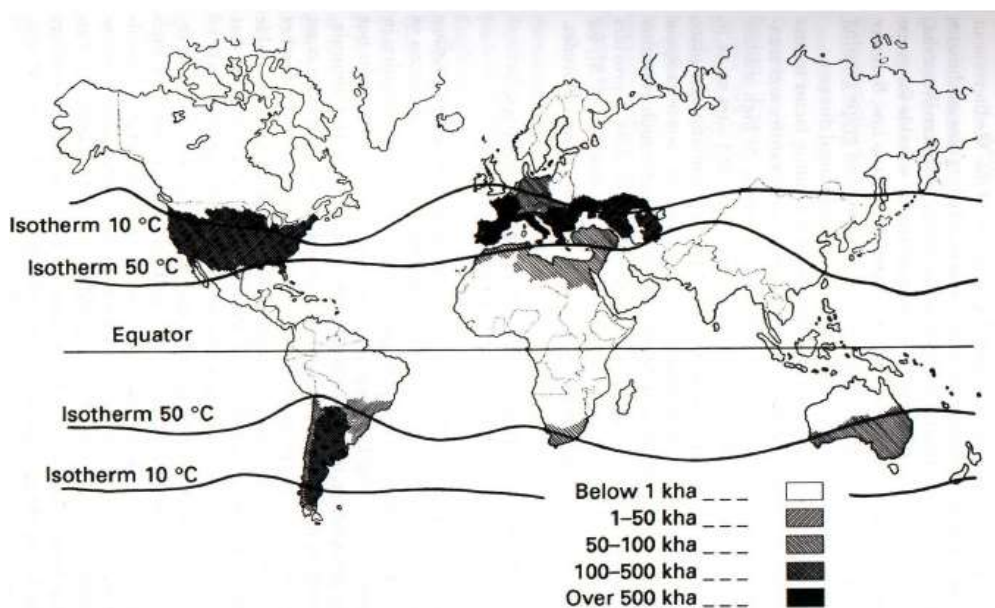 Isotherm 10 °C
Isotherm 50 °C
Equator
Isotherm 50 °C
Isotherm 10 °C
Below 1 kha _ _ _
1–50 kha _ _ _
50–100 kha _ _ _
100–500 kha _ _ _
Over 500 kha _ _ _